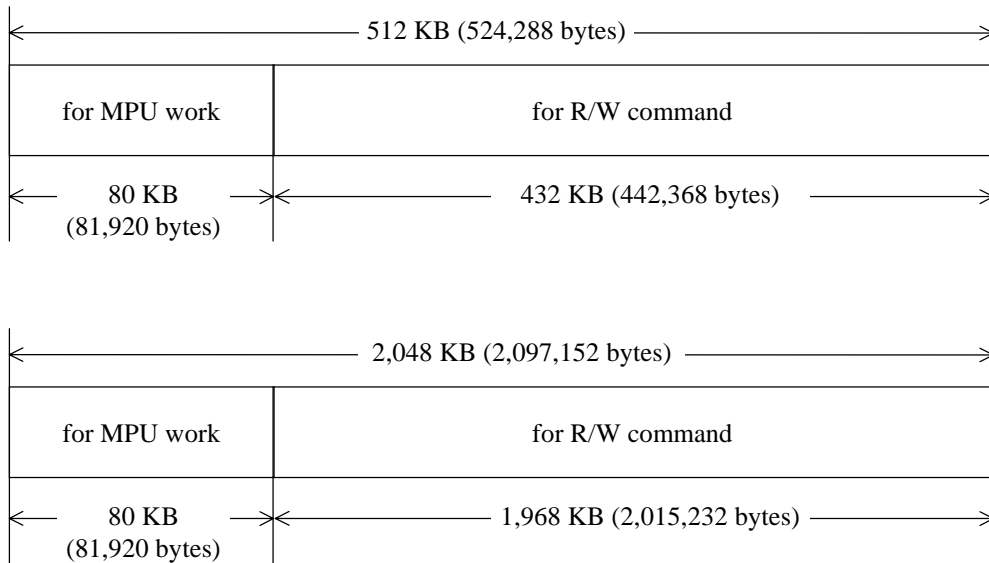 512 KB (524,288 bytes)
for MPU work
for R/W command
80 KB
(81,920 bytes)
432 KB (442,368 bytes)
2,048 KB (2,097,152 bytes)
for MPU work
for R/W command
80 KB
(81,920 bytes)
1,968 KB (2,015,232 bytes)